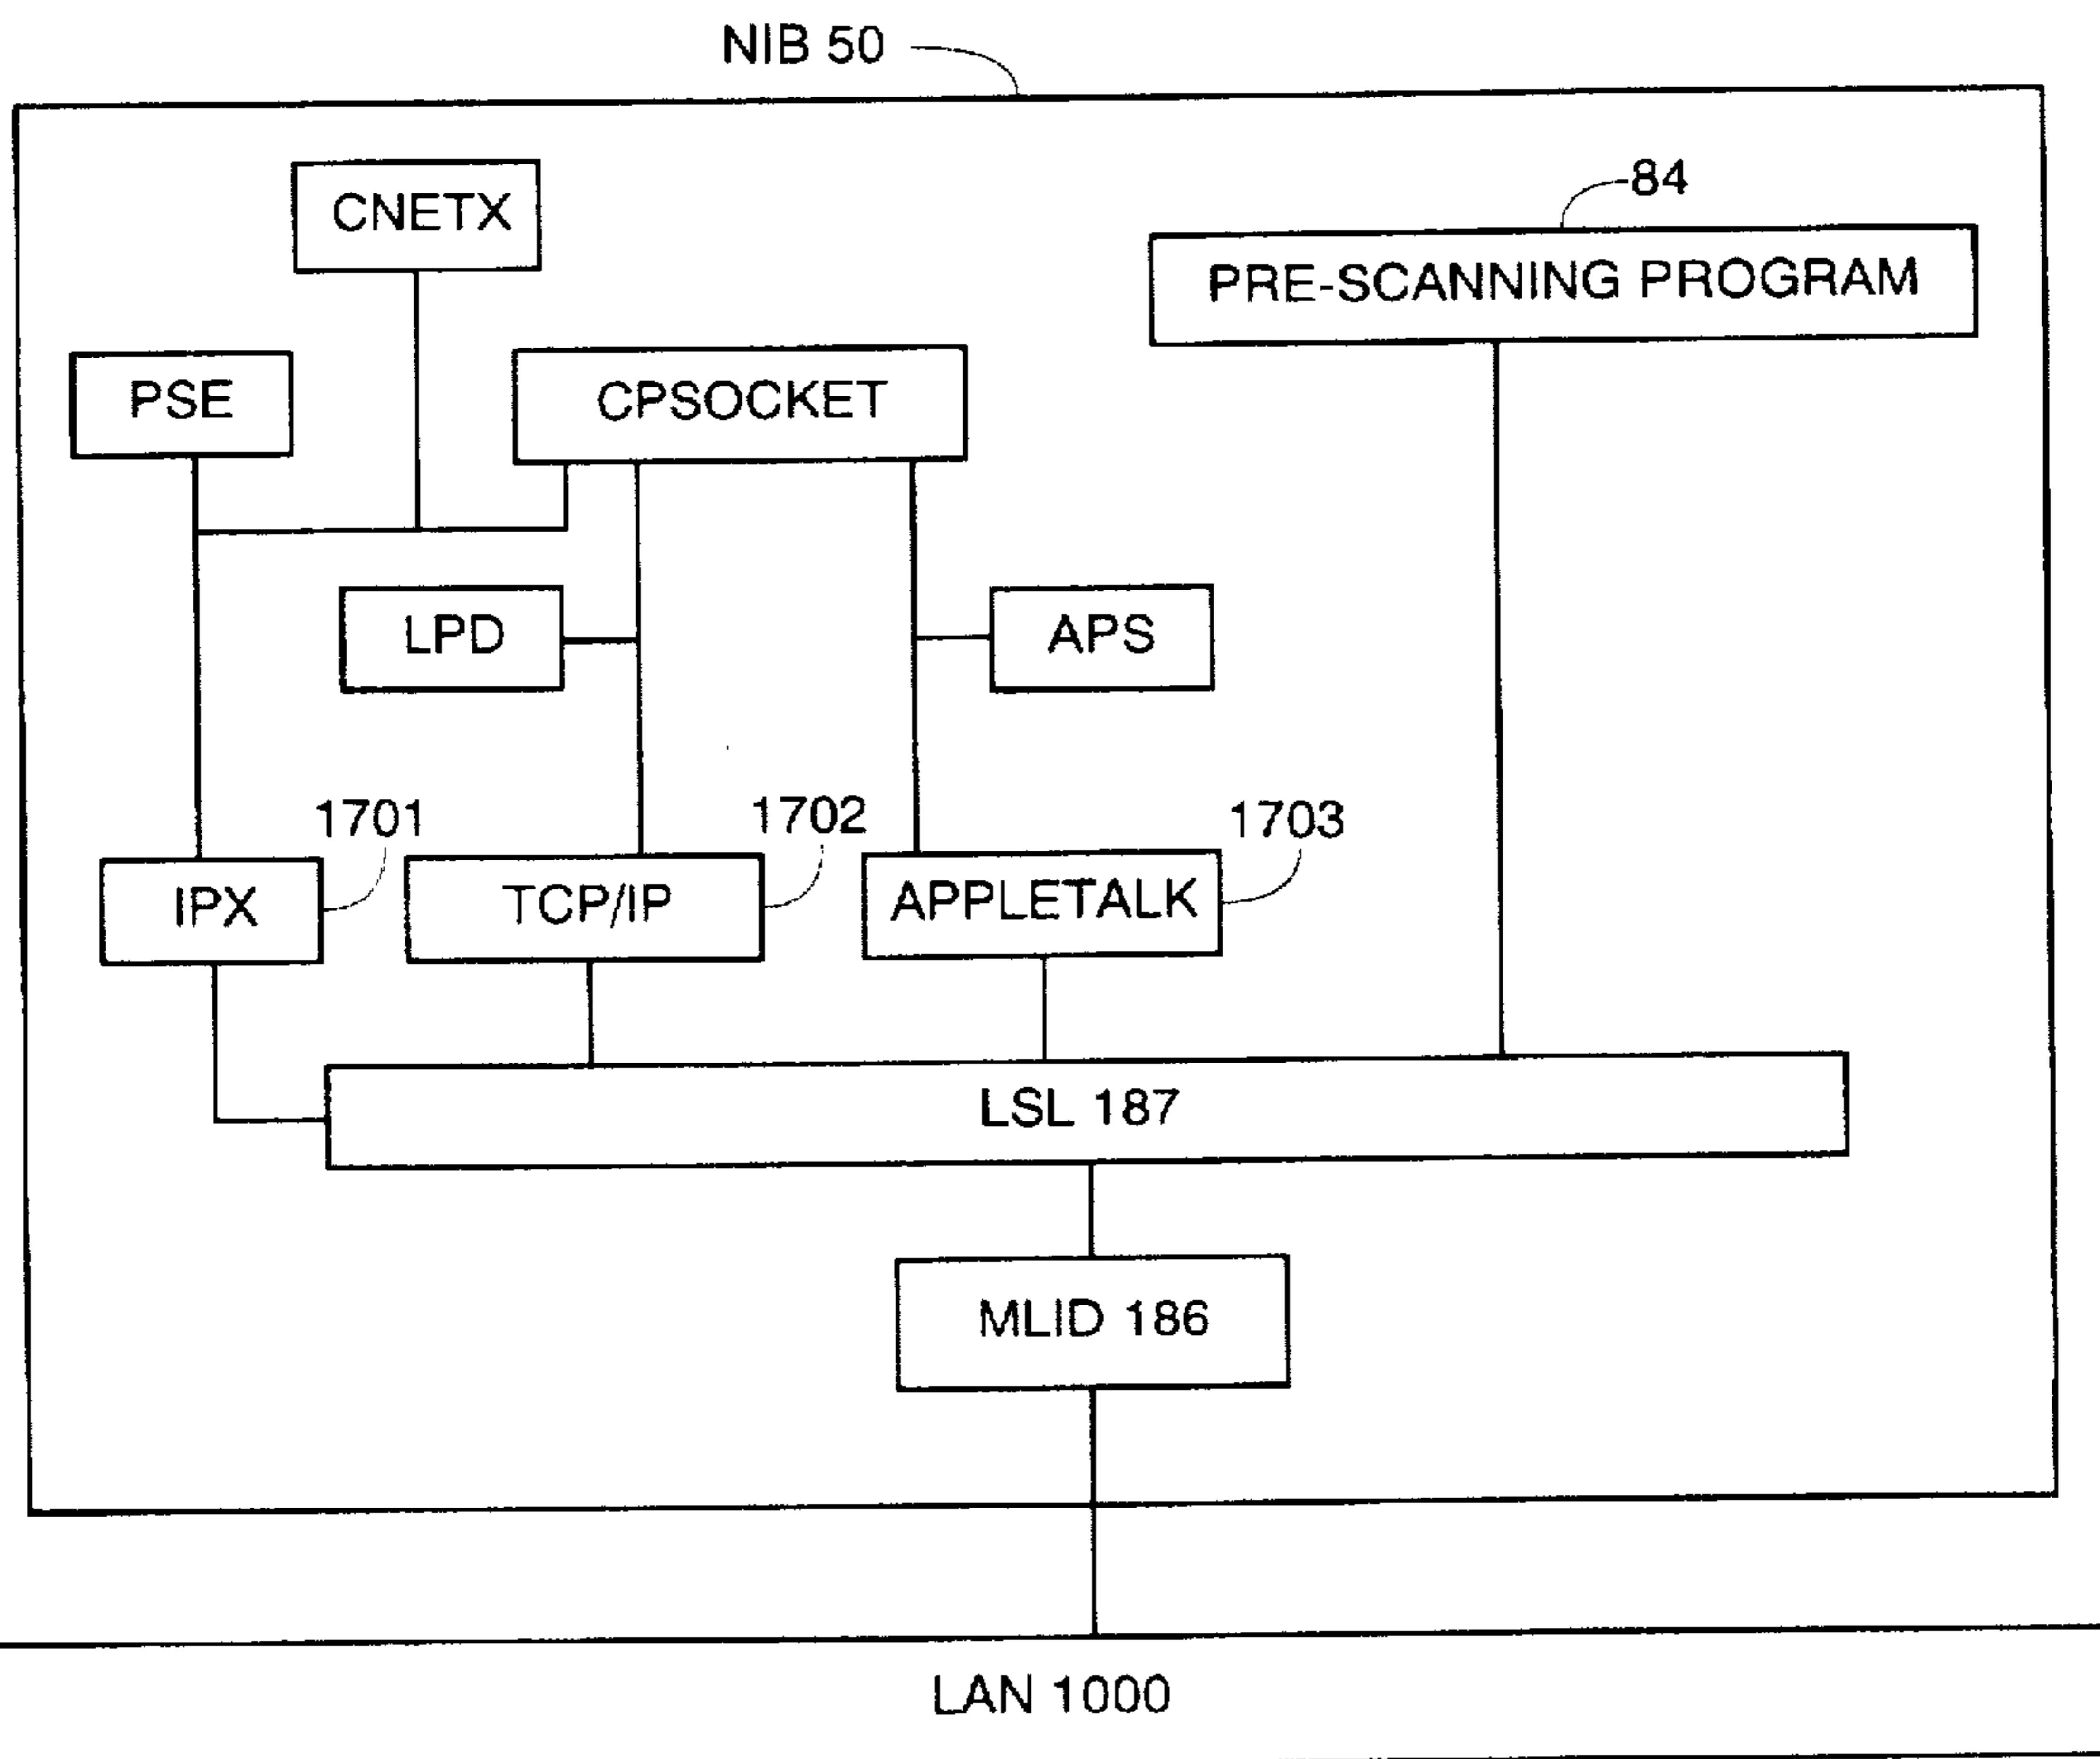 NIB 50
CNETX
84
PRE-SCANNING PROGRAM
PSE
CPSOCKET
LPD
APS
1701
1702
1703
IPX
TCP/IP
APPLETALK
LSL 187
MLID 186
LAN 1000